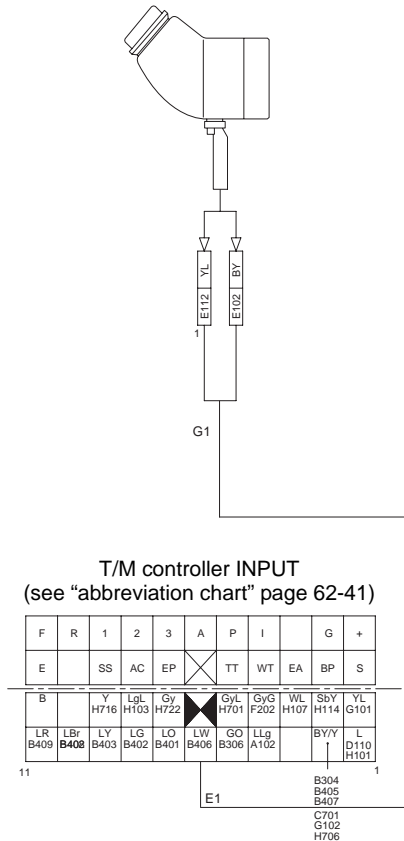 YL BY
E112 E102
1
G1
T/M controller INPUT
(see “abbreviation chart” page 62-41)
F R 1 2 3 A P I G +
E SS AC EP TT WT EA BP S
B Y LgL Gy GyL GyG WL SbY YL
H716 H103 H722 H701 F202 H107 H114 G101
LR LBr LY LG LO LW GO LLg BY/Y L
B409 B403 B402 B401 B406 B306 A102 D110
H101
11 1
E1
B304
B405
B407
C701
G102
H706